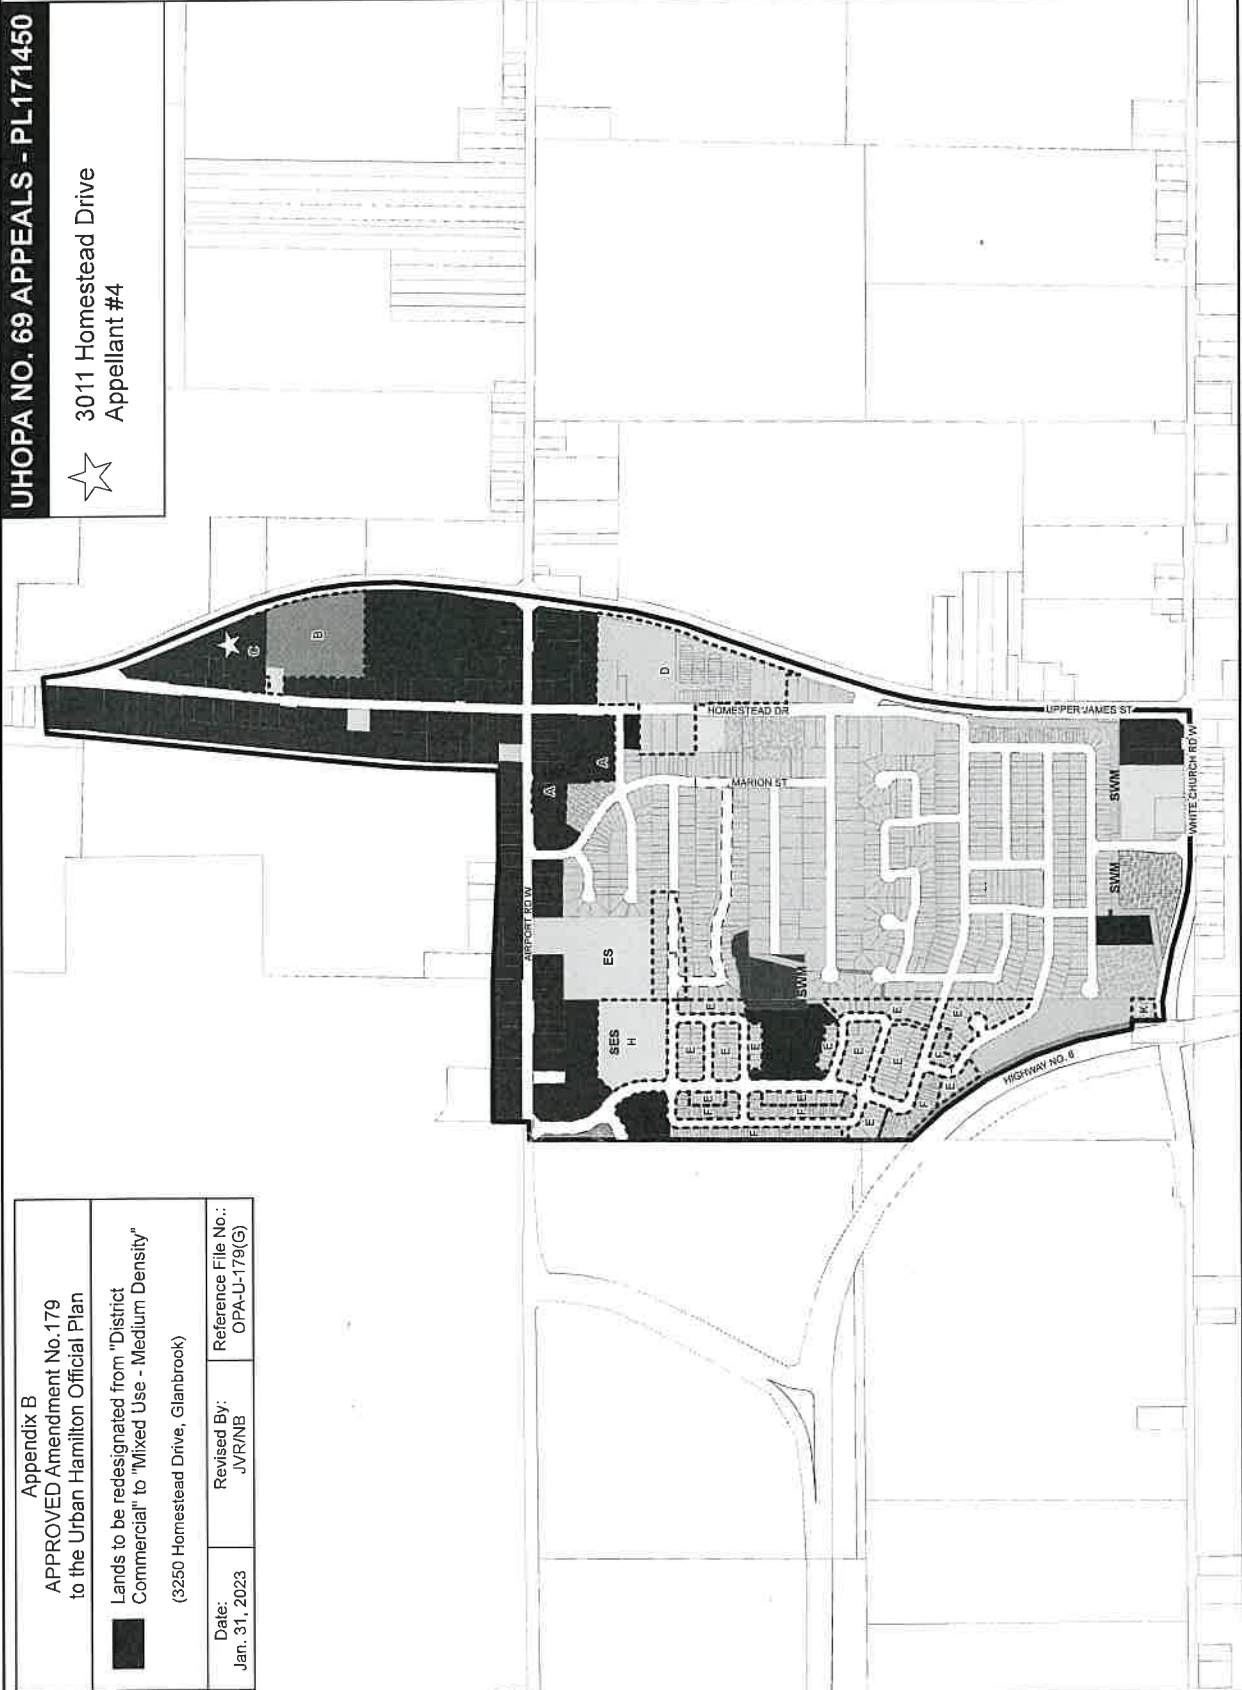 UHOPA NO. 69 APPEALS - PL171450
3011 Homestead Drive
Appellant #4
Appendix B
APPROVED Amendment No.179
to the Urban Hamilton Official Plan
Lands to be redesignated from "District
Commercial" to "Mixed Use - Medium Density"
(3250 Homestead Drive, Glanbrook)
Date:
Jan. 31, 2023
Revised By:
JVR/NB
Reference File No.:
OPA-U-179(G)
C
B
D
A
A
HOMESTEAD DR
UPPER JAMES ST
MARION ST
AIRPORT RD W
WHITE CHURCH RD W
HIGHWAY NO. 6
SWM
SWM
SWM
ES
SES
H
K
E
E
E
E
E
E
E
E
E
E
E
E
E
E
F
F
F
F
F